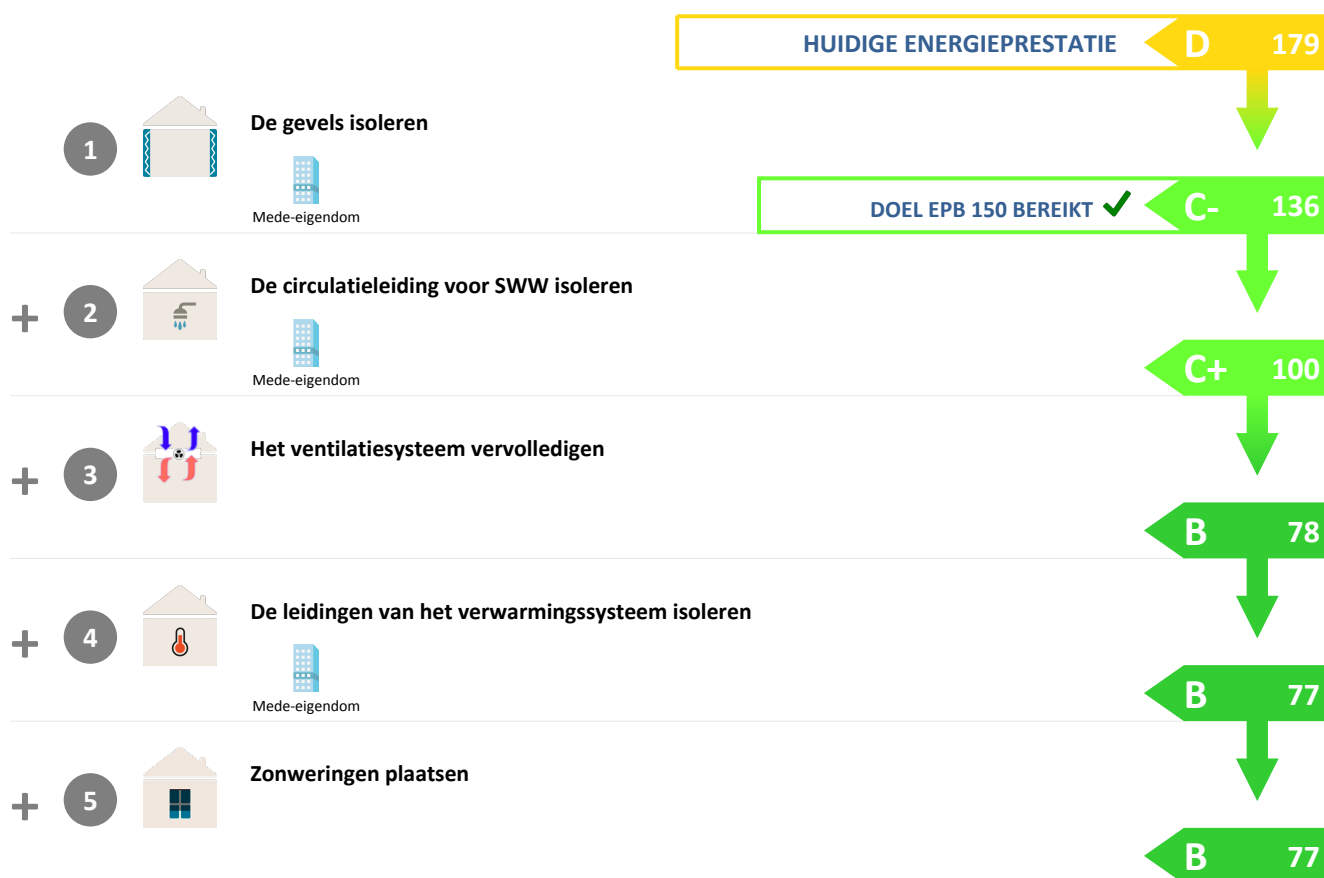 HUIDIGE ENERGIEPRESTATIE D 179
1 De gevels isoleren
Mede-eigendom
DOEL EPB 150 BEREIKT C- 136
+ 2 De circulatieleiding voor SWW isoleren
Mede-eigendom
C+ 100
+ 3 Het ventilatiesysteem vervolledigen
B 78
+ 4 De leidingen van het verwarmingssysteem isoleren
Mede-eigendom
B 77
+ 5 Zonweringen plaatsen
B 77